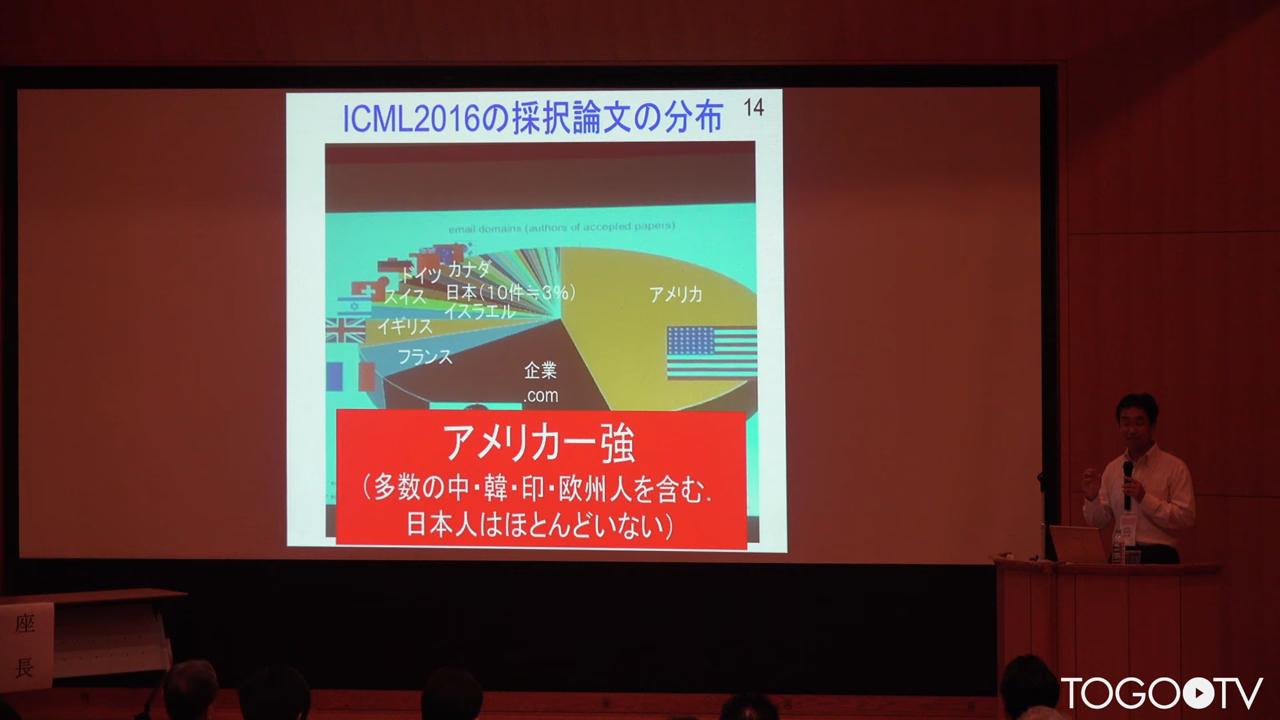 ICML2016の採択論文の分布
14
email domains (authors of accepted papers)
ドイツ
カナダ
スイス
日本(10件≒3%)
イスラエル
イギリス
フランス
アメリカ
企業
.com
アメリカ一強
(多数の中・韓・印・欧州人を含む.
日本人はほとんどいない)
座長
TOGOTV